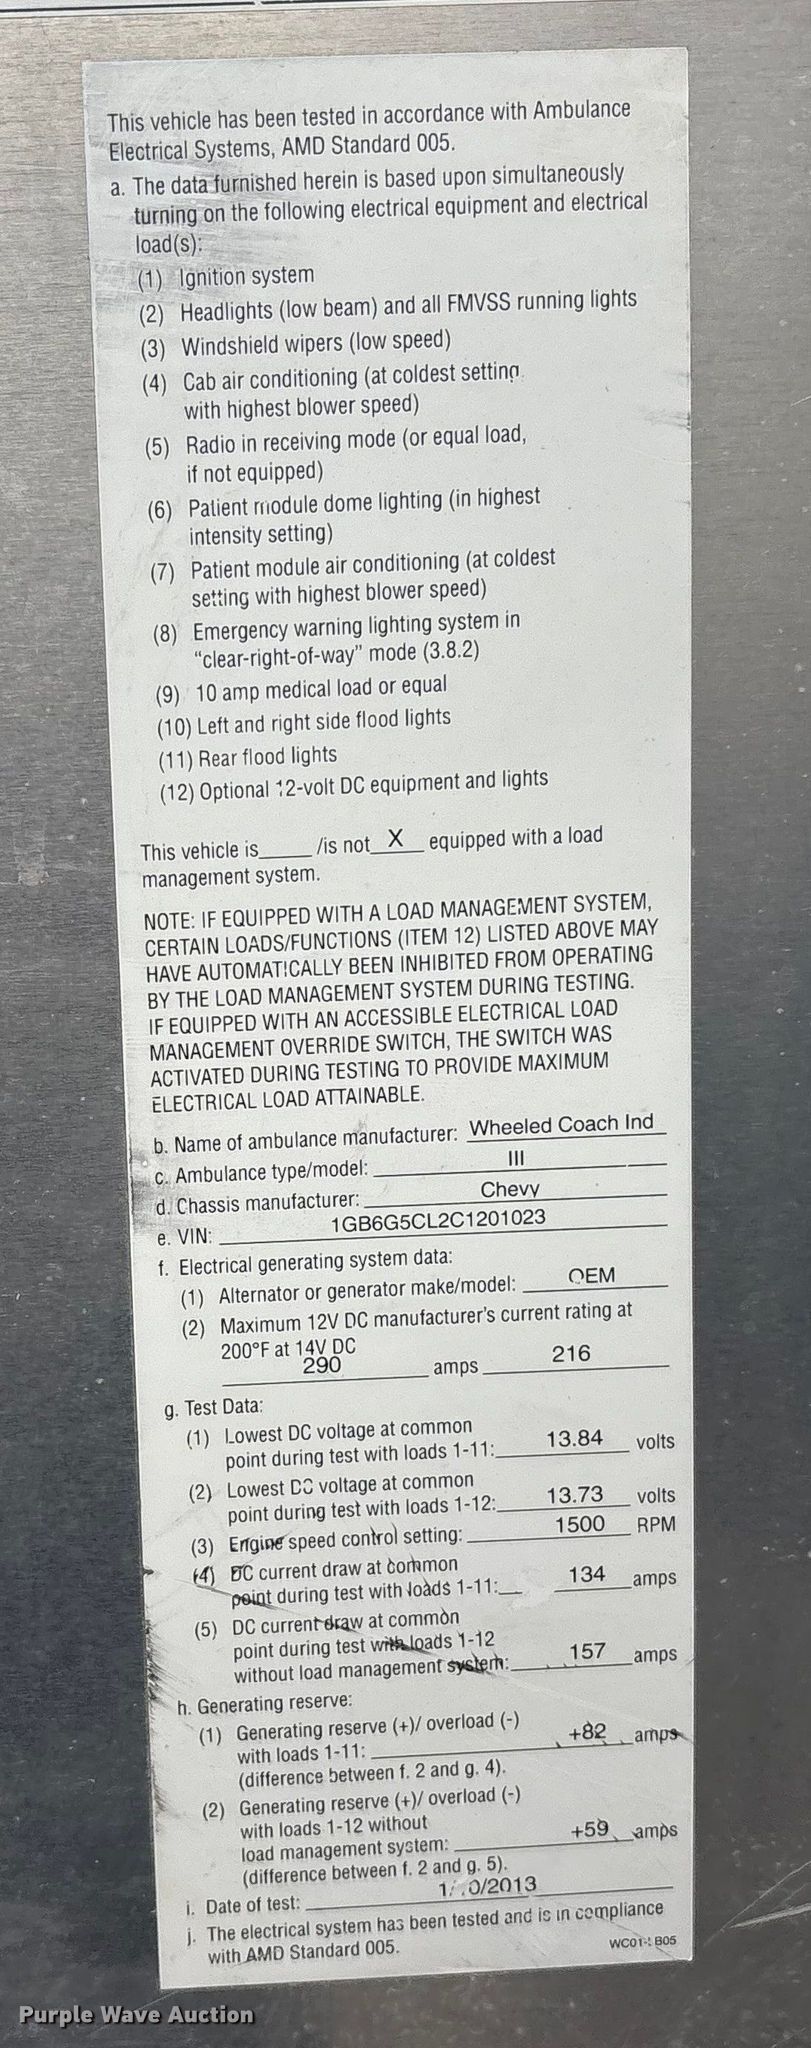 This vehicle has been tested in accordance with Ambulance
Electrical Systems, AMD Standard 005.
a. The data furnished herein is based upon simultaneously
turning on the following electrical equipment and electrical
load(s):
(1) Ignition system
(2) Headlights (low beam) and all FMVSS running lights
(3) Windshield wipers (low speed)
(4) Cab air conditioning (at coldest setting
with highest blower speed)
(5) Radio in receiving mode (or equal load,
if not equipped)
(6) Patient module dome lighting (in highest
intensity setting)
(7) Patient module air conditioning (at coldest
setting with highest blower speed)
(8) Emergency warning lighting system in
"clear-right-of-way" mode (3.8.2)
(9) 10 amp medical load or equal
(10) Left and right side flood lights
(11) Rear flood lights
(12) Optional 12-volt DC equipment and lights
This vehicle is_____ /is not X equipped with a load
management system.
NOTE: IF EQUIPPED WITH A LOAD MANAGEMENT SYSTEM,
CERTAIN LOADS/FUNCTIONS (ITEM 12) LISTED ABOVE MAY
HAVE AUTOMATICALLY BEEN INHIBITED FROM OPERATING
BY THE LOAD MANAGEMENT SYSTEM DURING TESTING.
IF EQUIPPED WITH AN ACCESSIBLE ELECTRICAL LOAD
MANAGEMENT OVERRIDE SWITCH, THE SWITCH WAS
ACTIVATED DURING TESTING TO PROVIDE MAXIMUM
ELECTRICAL LOAD ATTAINABLE.
b. Name of ambulance manufacturer: Wheeled Coach Ind
c. Ambulance type/model: III
d. Chassis manufacturer: Chevy
e. VIN: 1GB6G5CL2C1201023
f. Electrical generating system data:
(1) Alternator or generator make/model: OEM
(2) Maximum 12V DC manufacturer's current rating at
200°F at 14V DC
290 amps 216
g. Test Data:
(1) Lowest DC voltage at common
point during test with loads 1-11: 13.84 volts
(2) Lowest DC voltage at common
point during test with loads 1-12: 13.73 volts
(3) Engine speed control setting: 1500 RPM
(4) DC current draw at common
point during test with loads 1-11: 134 amps
(5) DC current draw at common
point during test with loads 1-12
without load management system: 157 amps
h. Generating reserve:
(1) Generating reserve (+)/ overload (-)
with loads 1-11: +82 amps
(difference between f. 2 and g. 4).
(2) Generating reserve (+)/ overload (-)
with loads 1-12 without
load management system: +59 amps
(difference between f. 2 and g. 5).
i. Date of test:
j. The electrical system has been tested and is in compliance
with AMD Standard 005.
Purple Wave Auction